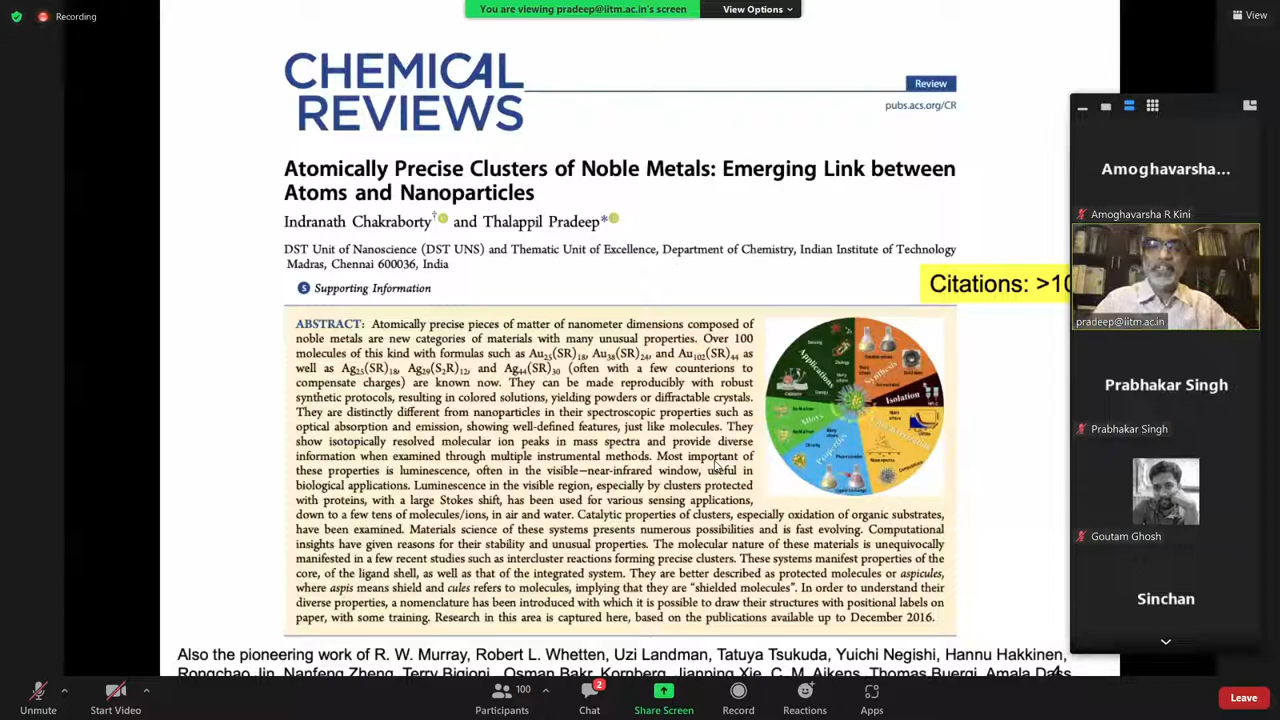 Recording
You are viewing pradeep@iitm.ac.in's screen
View Options
View
CHEMICAL
REVIEWS
Review
pubs.acs.org/CR
Atomically Precise Clusters of Noble Metals: Emerging Link between
Atoms and Nanoparticles
Indranath Chakraborty† and Thalappil Pradeep*
DST Unit of Nanoscience (DST UNS) and Thematic Unit of Excellence, Department of Chemistry, Indian Institute of Technology
Madras, Chennai 600036, India
S Supporting Information
Citations: >10
ABSTRACT: Atomically precise pieces of matter of nanometer dimensions composed of
noble metals are new categories of materials with many unusual properties. Over 100
molecules of this kind with formulas such as Au25(SR)18, Au38(SR)24, and Au102(SR)44 as
well as Ag25(SR)18, Ag29(S2R)12, and Ag44(SR)30 (often with a few counterions to
compensate charges) are known now. They can be made reproducibly with robust
synthetic protocols, resulting in colored solutions, yielding powders or diffractable crystals.
They are distinctly different from nanoparticles in their spectroscopic properties such as
optical absorption and emission, showing well-defined features, just like molecules. They
show isotopically resolved molecular ion peaks in mass spectra and provide diverse
information when examined through multiple instrumental methods. Most important of
these properties is luminescence, often in the visible−near-infrared window, useful in
biological applications. Luminescence in the visible region, especially by clusters protected
with proteins, with a large Stokes shift, has been used for various sensing applications,
down to a few tens of molecules/ions, in air and water. Catalytic properties of clusters, especially oxidation of organic substrates,
have been examined. Materials science of these systems presents numerous possibilities and is fast evolving. Computational
insights have given reasons for their stability and unusual properties. The molecular nature of these materials is unequivocally
manifested in a few recent studies such as intercluster reactions forming precise clusters. These systems manifest properties of the
core, of the ligand shell, as well as that of the integrated system. They are better described as protected molecules or aspicules,
where aspis means shield and cules refers to molecules, implying that they are “shielded molecules”. In order to understand their
diverse properties, a nomenclature has been introduced with which it is possible to draw their structures with positional labels on
paper, with some training. Research in this area is captured here, based on the publications available up to December 2016.
Applications
Synthesis
Isolation
Properties
Sensing
Also the pioneering work of R. W. Murray, Robert L. Whetten, Uzi Landman, Tatuya Tsukuda, Yuichi Negishi, Hannu Hakkinen,
Rongchao Jin, Nanfeng Zheng, Terry Bigioni, Osman Bakr, Kornberg, Jianping Xie, C. M. Aikens, Thomas Buergi, Amala Dass
4
Amoghavarsha...
Amoghavarsha R Kini
pradeep@iitm.ac.in
Prabhakar Singh
Prabhakar Singh
Goutam Ghosh
Sinchan
Unmute
Start Video
100
Participants
2
Chat
Share Screen
Record
Reactions
Apps
Leave